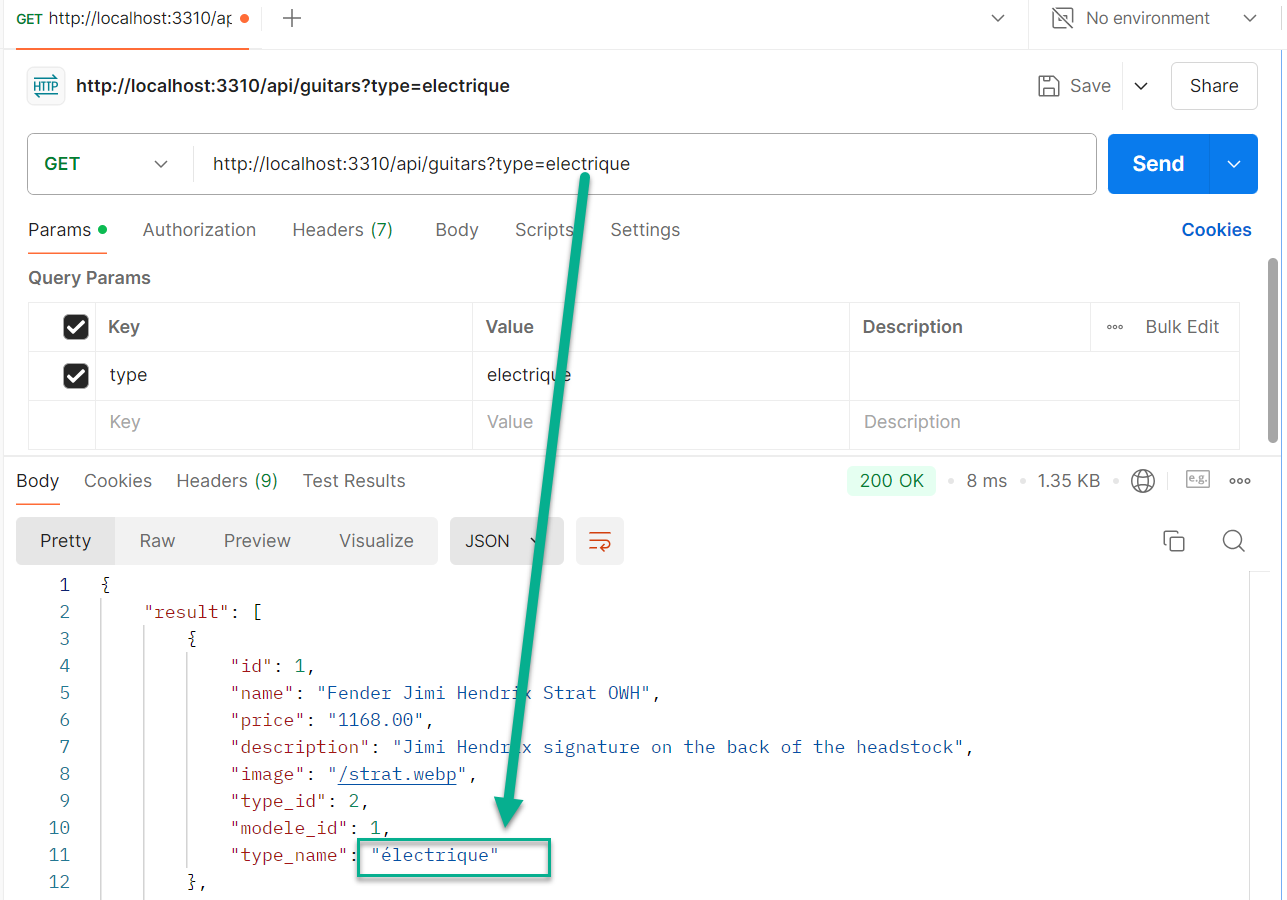 GET http://localhost:3310/ap
No environment
HTTP http://localhost:3310/api/guitars?type=electrique
Save
Share
GET
http://localhost:3310/api/guitars?type=electrique
Send
Params
Authorization
Headers (7)
Body
Scripts
Settings
Cookies
Query Params
Key
Value
Description
Bulk Edit
type
electrique
Key
Value
Description
Body
Cookies
Headers (9)
Test Results
200 OK
8 ms
1.35 KB
e.g.
Pretty
Raw
Preview
Visualize
JSON
1 {
2 "result": [
3 {
4 "id": 1,
5 "name": "Fender Jimi Hendrix Strat OWH",
6 "price": "1168.00",
7 "description": "Jimi Hendrix signature on the back of the headstock",
8 "image": "/strat.webp",
9 "type_id": 2,
10 "modele_id": 1,
11 "type_name": "électrique"
12 },